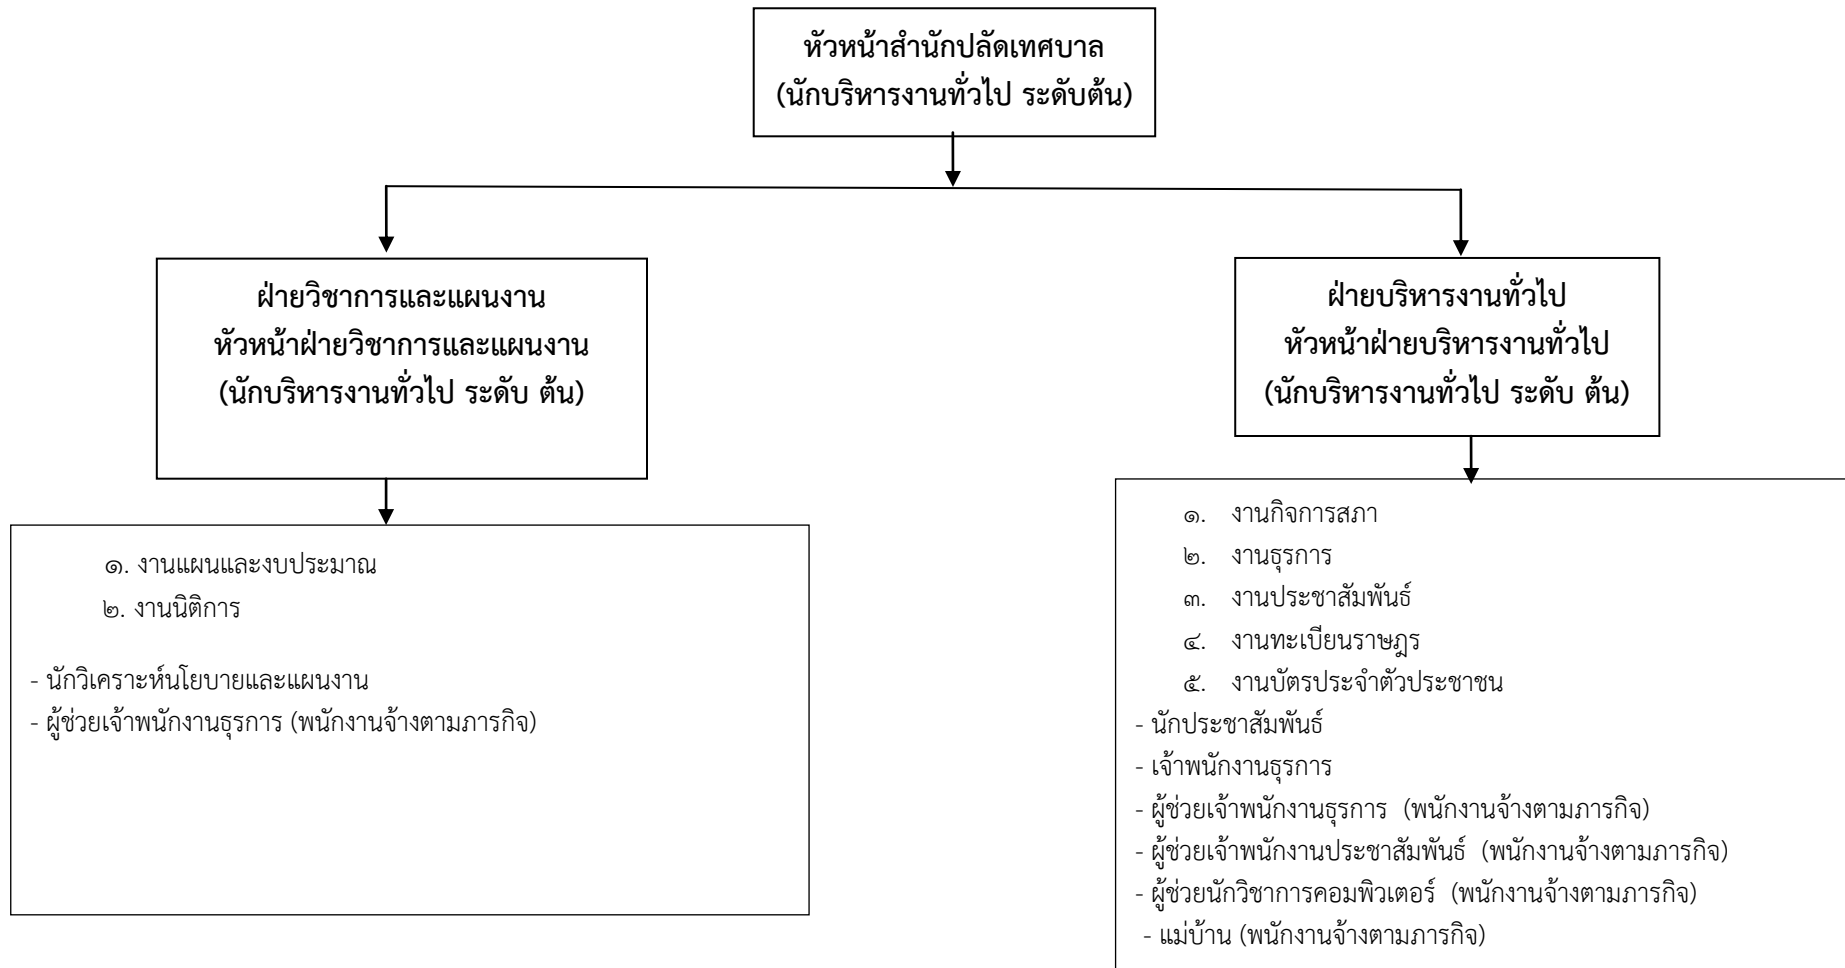 หัวหน้าสำนักปลัดเทศบาล
(นักบริหารงานทั่วไป ระดับต้น)
ฝ่ายวิชาการและแผนงาน
หัวหน้าฝ่ายวิชาการและแผนงาน
(นักบริหารงานทั่วไป ระดับ ต้น)
๑. งานแผนและงบประมาณ
๒. งานนิติการ
- นักวิเคราะห์นโยบายและแผนงาน
- ผู้ช่วยเจ้าพนักงานธุรการ (พนักงานจ้างตามภารกิจ)
ฝ่ายบริหารงานทั่วไป
หัวหน้าฝ่ายบริหารงานทั่วไป
(นักบริหารงานทั่วไป ระดับ ต้น)
๑. งานกิจการสภา
๒. งานธุรการ
๓. งานประชาสัมพันธ์
๔. งานทะเบียนราษฎร
๕. งานบัตรประจำตัวประชาชน
- นักประชาสัมพันธ์
- เจ้าพนักงานธุรการ
- ผู้ช่วยเจ้าพนักงานธุรการ (พนักงานจ้างตามภารกิจ)
- ผู้ช่วยเจ้าพนักงานประชาสัมพันธ์ (พนักงานจ้างตามภารกิจ)
- ผู้ช่วยนักวิชาการคอมพิวเตอร์ (พนักงานจ้างตามภารกิจ)
- แม่บ้าน (พนักงานจ้างตามภารกิจ)